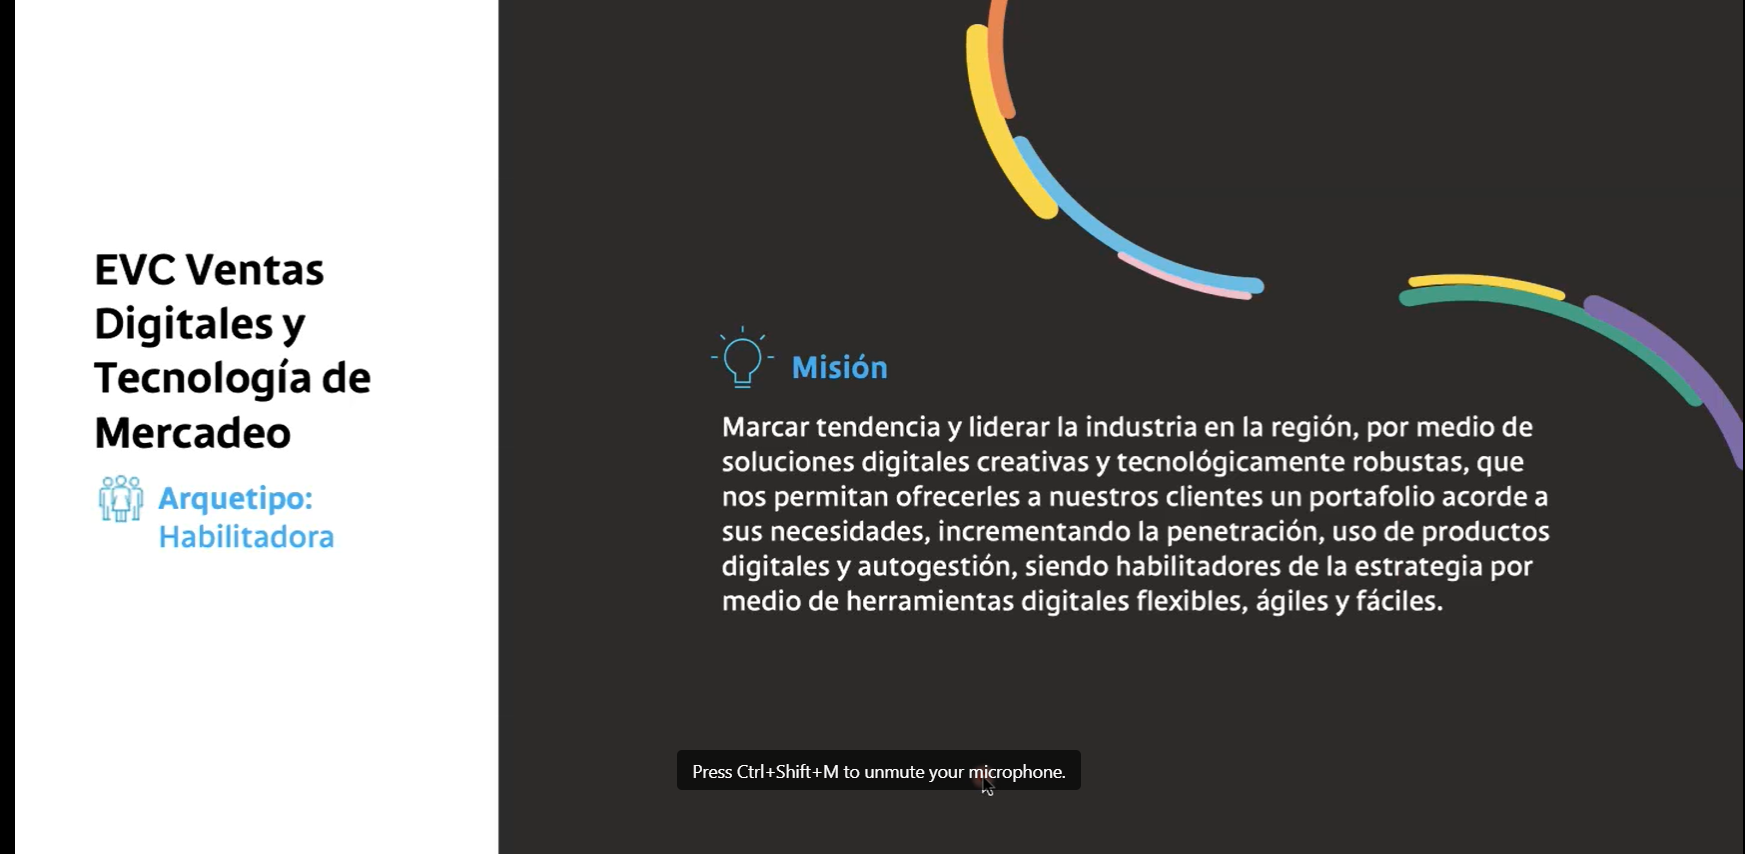 EVC Ventas
Digitales y
Tecnología de
Mercadeo
Arquetipo:
Habilitadora
Misión
Marcar tendencia y liderar la industria en la región, por medio de
soluciones digitales creativas y tecnológicamente robustas, que
nos permitan ofrecerles a nuestros clientes un portafolio acorde a
sus necesidades, incrementando la penetración, uso de productos
digitales y autogestión, siendo habilitadores de la estrategia por
medio de herramientas digitales flexibles, ágiles y fáciles.
Press Ctrl+Shift+M to unmute your microphone.